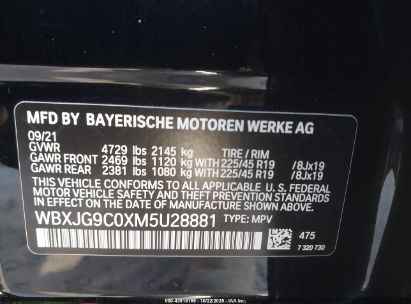 MFD BY BAYERISCHE MOTOREN WERKE AG
09/21
GVWR 4729 lbs 2145 kg TIRE / RIM
GAWR FRONT 2469 lbs 1120 kg WITH 225/45 R19 /8Jx19
GAWR REAR 2381 lbs 1080 kg WITH 225/45 R19 /8Jx19
THIS VEHICLE CONFORMS TO ALL APPLICABLE U.S. FEDERAL
MOTOR VEHICLE SAFETY, BUMPER, AND THEFT PREVENTION
STANDARDS IN EFFECT ON THE DATE OF MANUFACTURE SHOWN ABOVE.
WBXJG9C0XM5U28881 TYPE: MPV
475
7 329 730